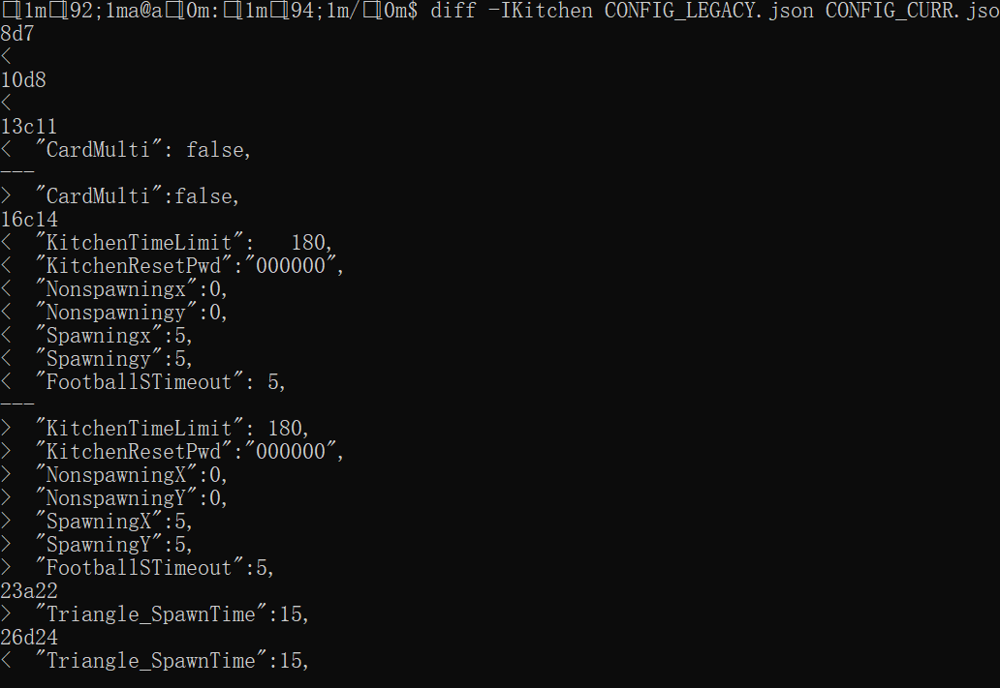 □[1m□[92;1ma@a□[0m:□[1m□[94;1m/□[0m$ diff -IKitchen CONFIG_LEGACY.json CONFIG_CURR.jso
8d7
<
10d8
<
13c11
<  "CardMulti": false,
---
>  "CardMulti":false,
16c14
<  "KitchenTimeLimit":   180,
<  "KitchenResetPwd":"000000",
<  "Nonspawningx":0,
<  "Nonspawningy":0,
<  "Spawningx":5,
<  "Spawningy":5,
<  "FootballSTimeout": 5,
---
>  "KitchenTimeLimit": 180,
>  "KitchenResetPwd":"000000",
>  "NonspawningX":0,
>  "NonspawningY":0,
>  "SpawningX":5,
>  "SpawningY":5,
>  "FootballSTimeout":5,
23a22
>  "Triangle_SpawnTime":15,
26d24
<  "Triangle_SpawnTime":15,